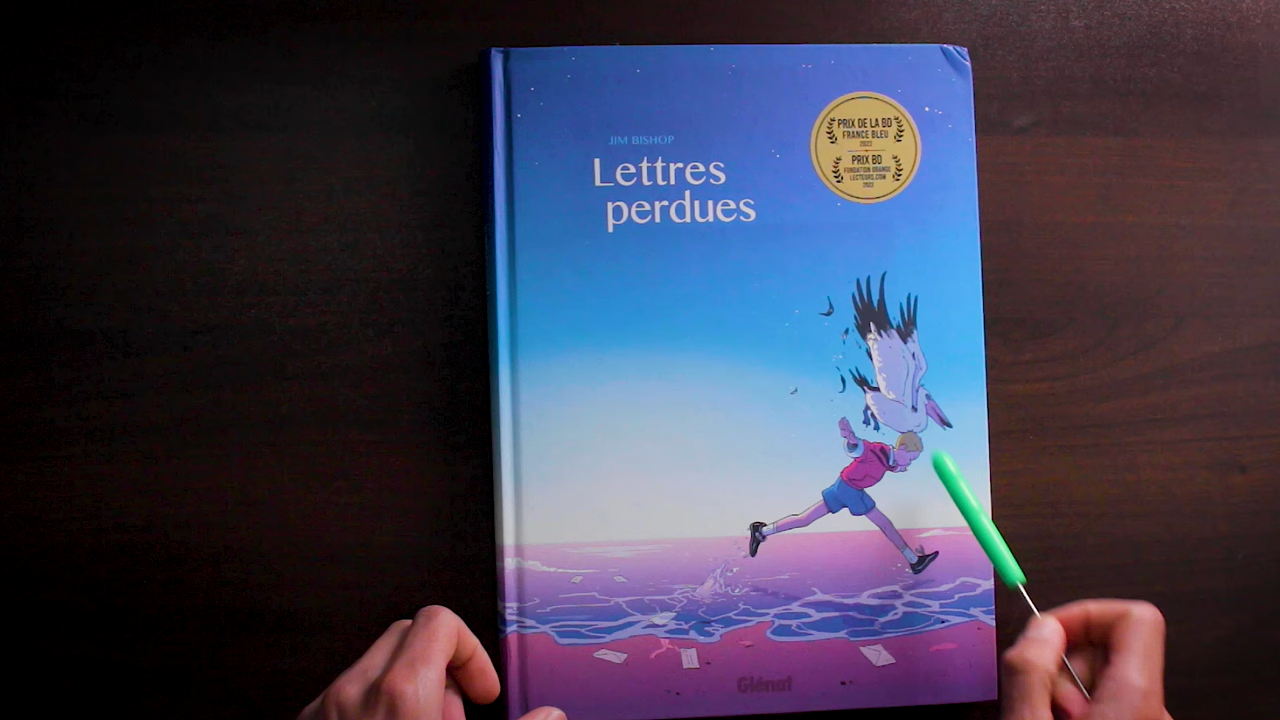 JIM BISHOP
Lettres
perdues
PRIX DE LA BD
FRANCE BLEU
2022
PRIX BD
FONDATION ORANGE
LECTEURS.COM
2022
Glénat